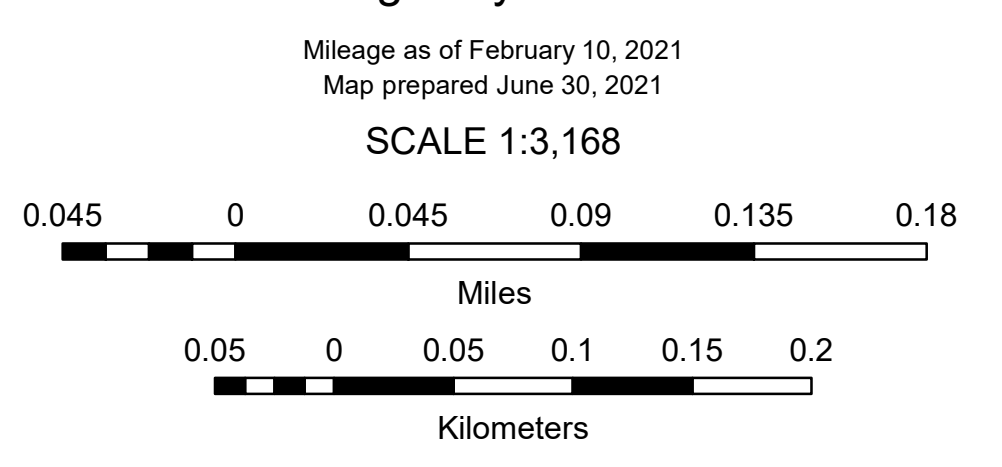 Mileage as of February 10, 2021
Map prepared June 30, 2021
SCALE 1:3,168
0.045 0 0.045 0.09 0.135 0.18
Miles
0.05 0 0.05 0.1 0.15 0.2
Kilometers